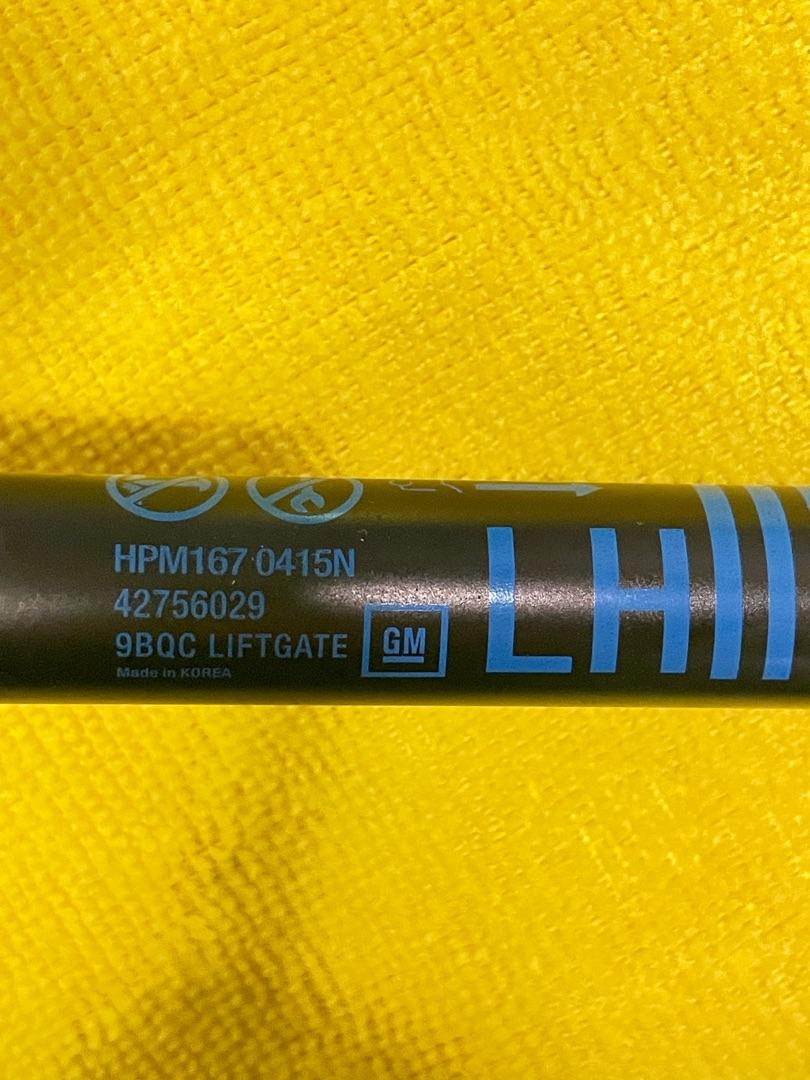 HPM167 0415N
42756029
9BQC LIFTGATE
Made in KOREA
GM
LH